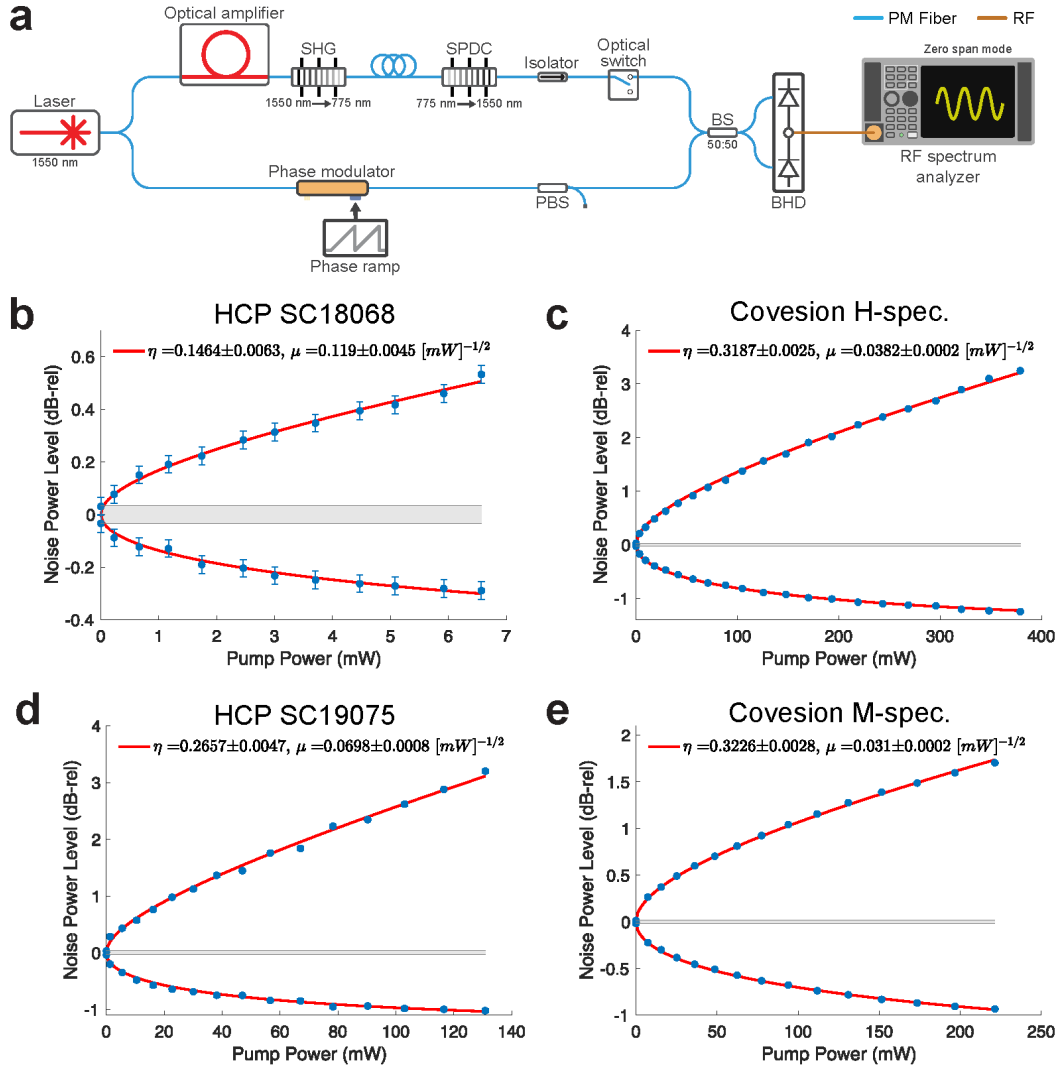 a
Optical amplifier
SHG
SPDC
Isolator
Optical
switch
PM Fiber
RF
Zero span mode
Laser
1550 nm
1550 nm
775 nm
775 nm
1550 nm
BS
50:50
Phase modulator
PBS
BHD
RF spectrum
analyzer
Phase ramp
b
HCP SC18068
η=0.1464±0.0063, μ=0.119±0.0045 [mW]^{-1/2}
Noise Power Level (dB-rel)
0.6
0.4
0.2
0
-0.2
-0.4
0 1 2 3 4 5 6 7
Pump Power (mW)
c
Covesion H-spec.
η=0.3187±0.0025, μ=0.0382±0.0002 [mW]^{-1/2}
Noise Power Level (dB-rel)
4
3
2
1
0
-1
0 100 200 300 400
Pump Power (mW)
d
HCP SC19075
η=0.2657±0.0047, μ=0.0698±0.0008 [mW]^{-1/2}
Noise Power Level (dB-rel)
4
3
2
1
0
-1
0 20 40 60 80 100 120 140
Pump Power (mW)
e
Covesion M-spec.
η=0.3226±0.0028, μ=0.031±0.0002 [mW]^{-1/2}
Noise Power Level (dB-rel)
2
1.5
1
0.5
0
-0.5
-1
0 50 100 150 200 250
Pump Power (mW)